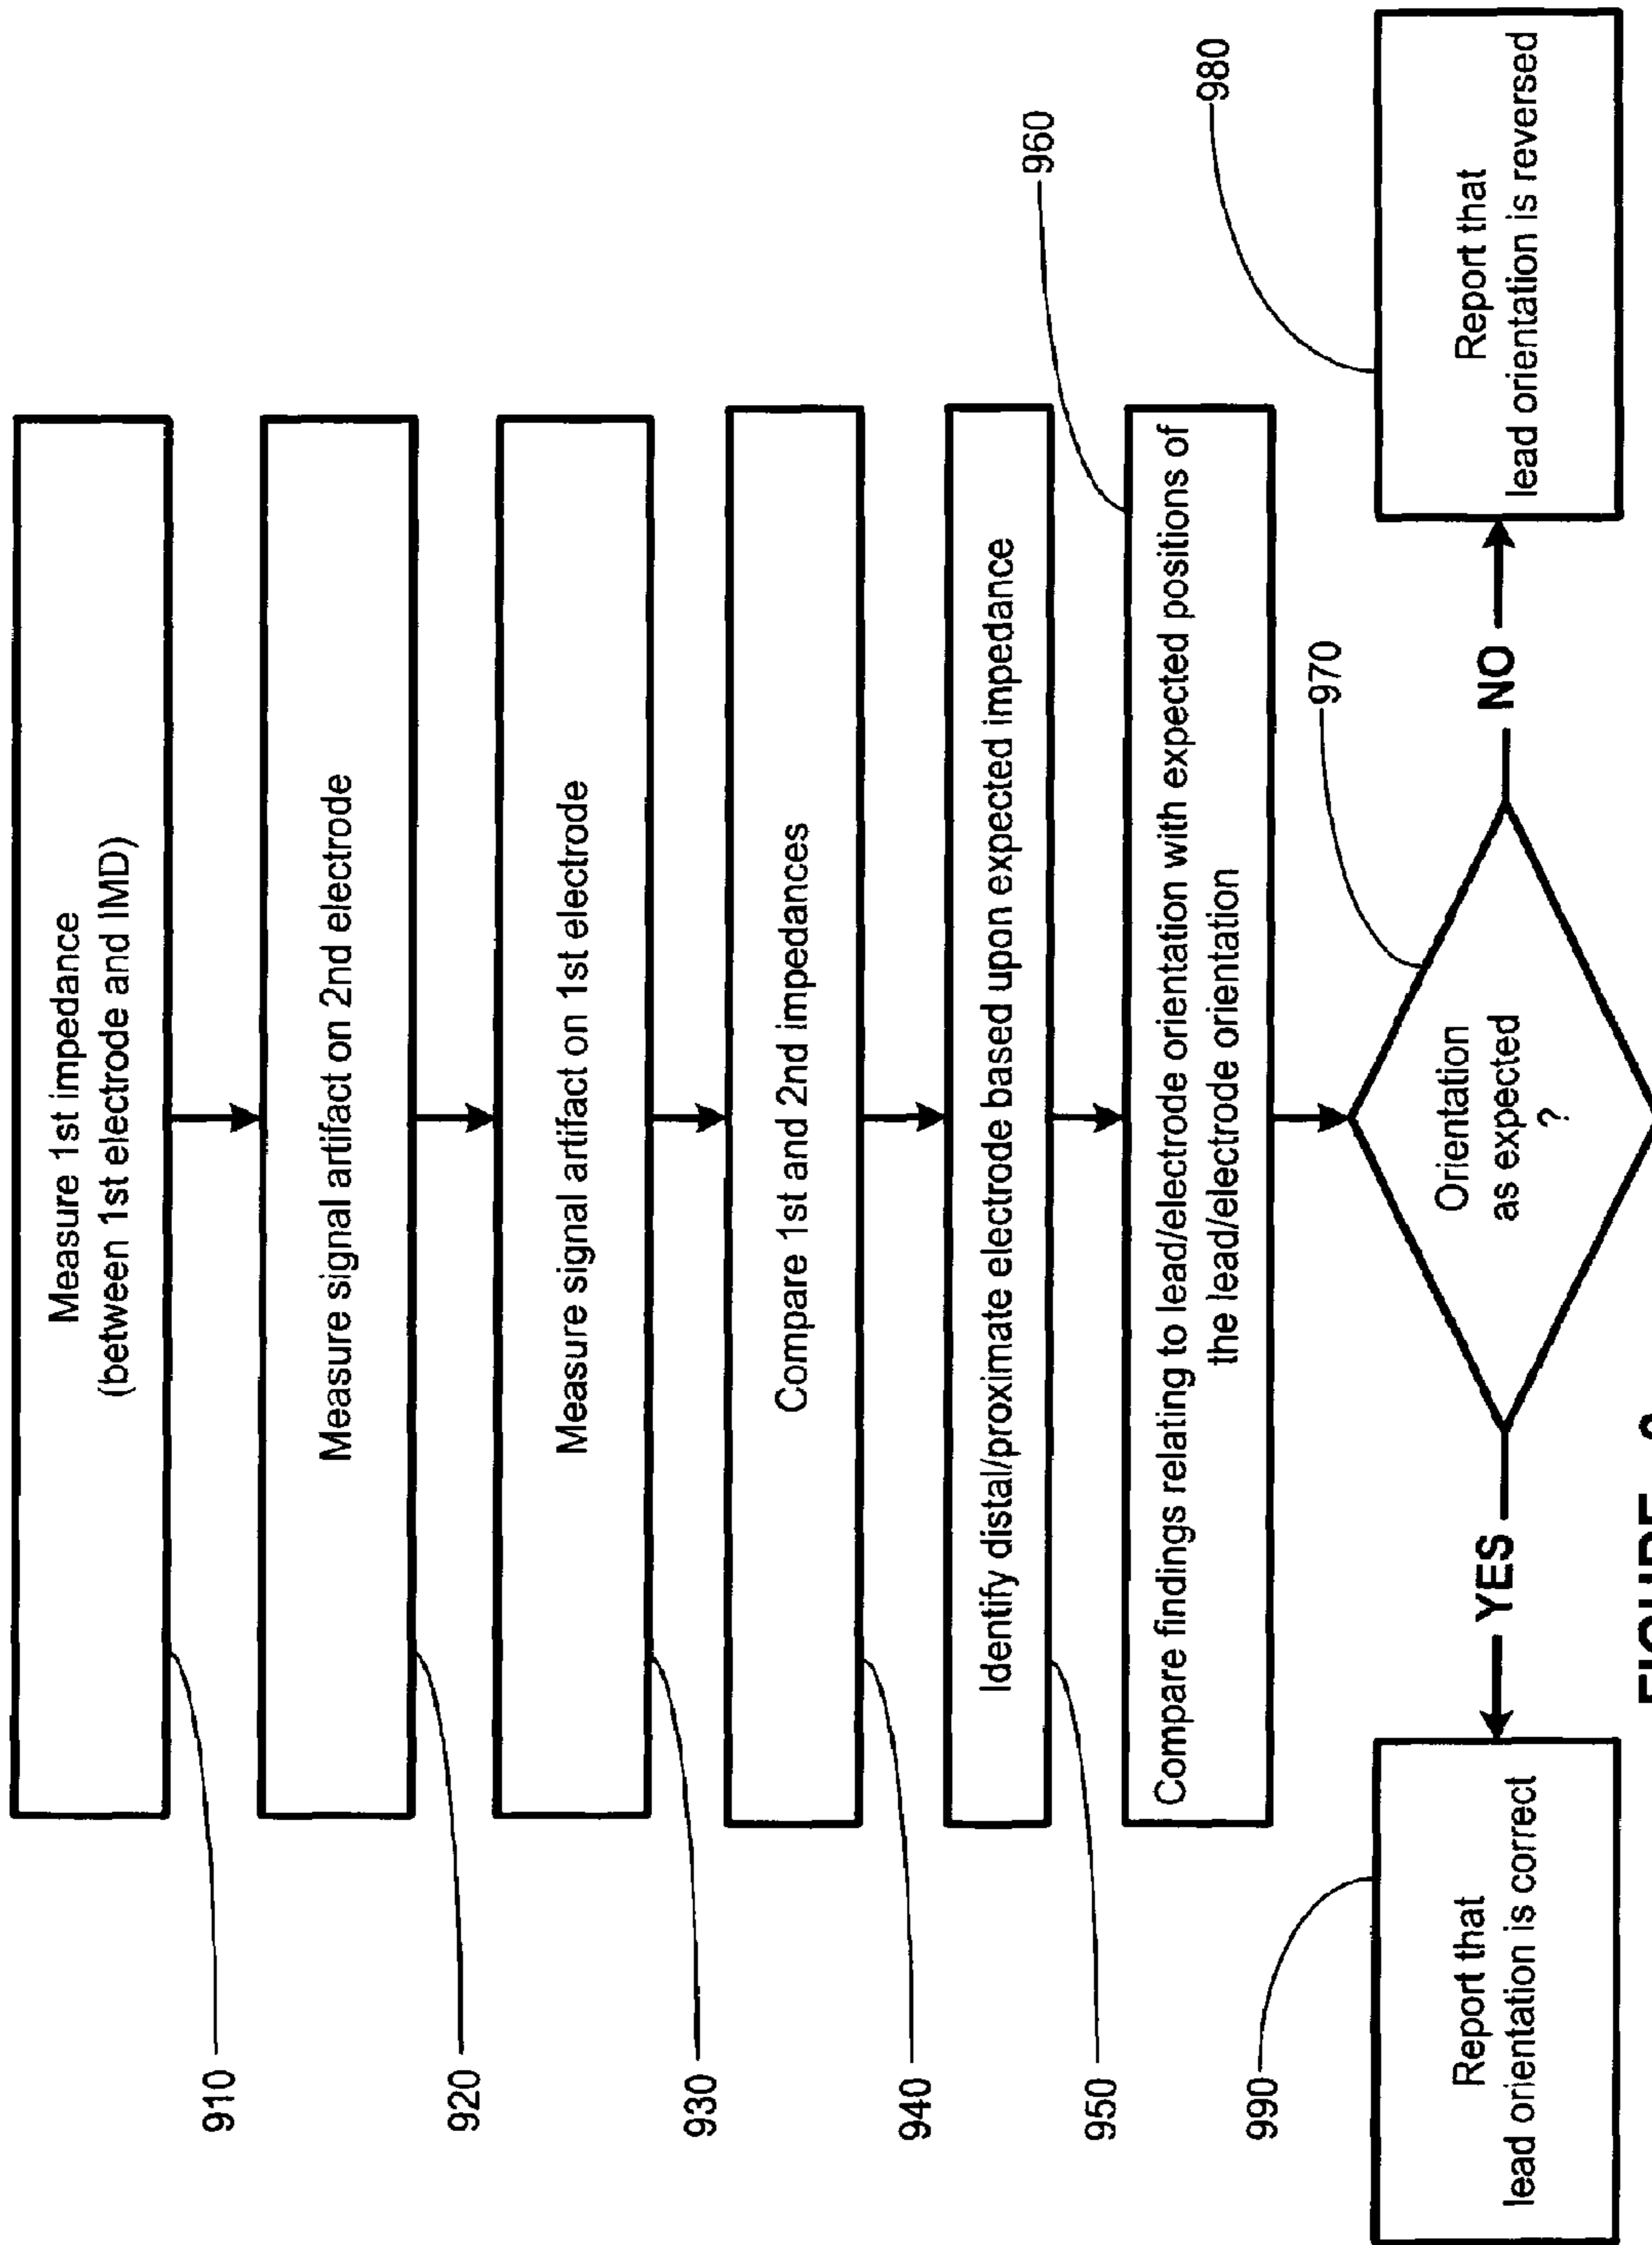 Measure 1st impedance
(between 1st electrode and IMD)
910
Measure signal artifact on 2nd electrode
920
Measure signal artifact on 1st electrode
930
Compare 1st and 2nd impedances
940
Identify distal/proximate electrode based upon expected impedance
950
Compare findings relating to lead/electrode orientation with expected positions of
the lead/electrode orientation
960
Orientation
as expected
?
970
YES
NO
Report that
lead orientation is correct
990
Report that
lead orientation is reversed
980
FIGURE